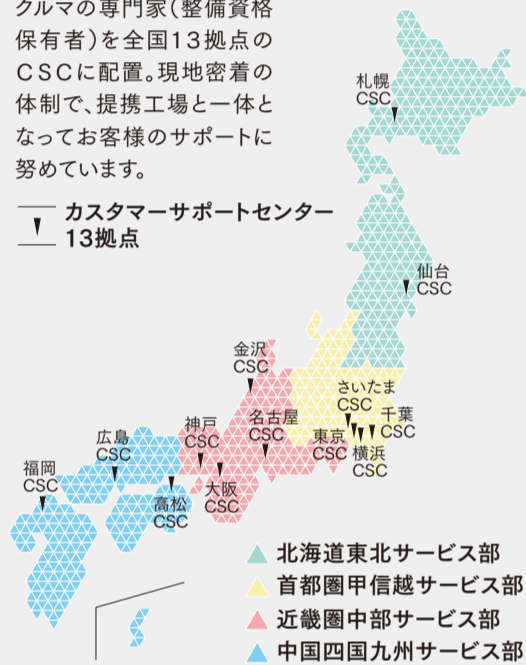 クルマの専門家（整備資格
保有者）を全国13拠点の
CSCに配置。現地密着の
体制で、提携工場と一体と
なってお客様のサポートに
努めています。
カスタマーサポートセンター
13拠点
札幌
CSC
仙台
CSC
金沢
CSC
さいたま
CSC
千葉
CSC
東京
CSC
横浜
CSC
名古屋
CSC
神戸
CSC
大阪
CSC
広島
CSC
高松
CSC
福岡
CSC
北海道東北サービス部
首都圏甲信越サービス部
近畿圏中部サービス部
中国四国九州サービス部